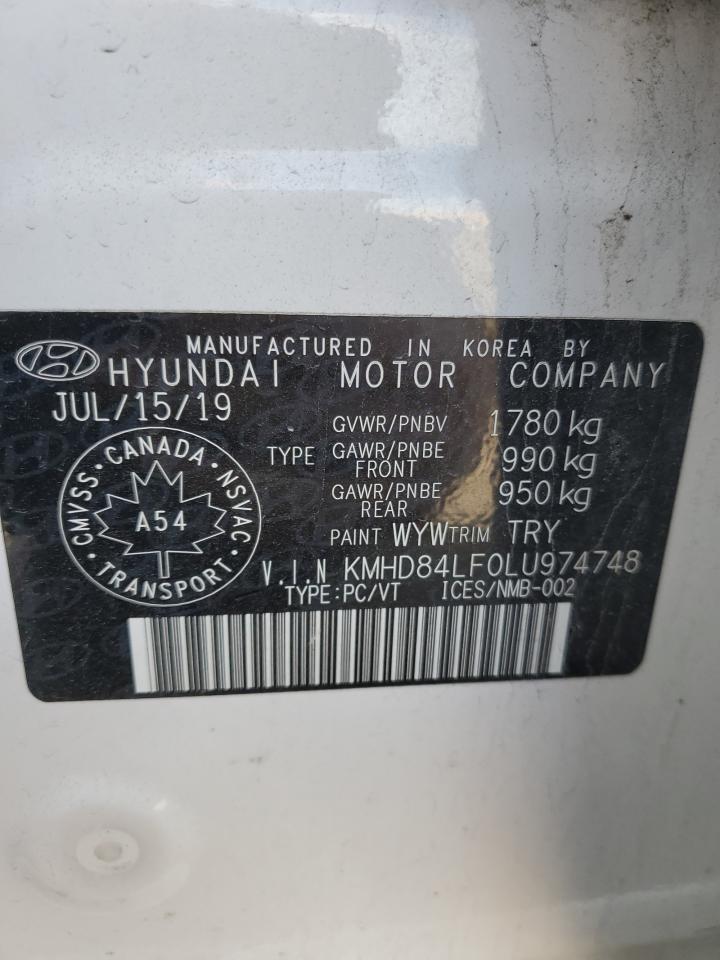 MANUFACTURED IN KOREA BY
HYUNDAI MOTOR COMPANY
JUL/15/19
GVWR/PNBV 1780 kg
TYPE GAWR/PNBE FRONT 990 kg
GAWR/PNBE REAR 950 kg
PAINT WYW TRIM TRY
CMVSS · CANADA · NSVAC · TRANSPORT
A54
V.I.N KMHD84LF0LU974748
TYPE:PC/VT ICES/NMB-002